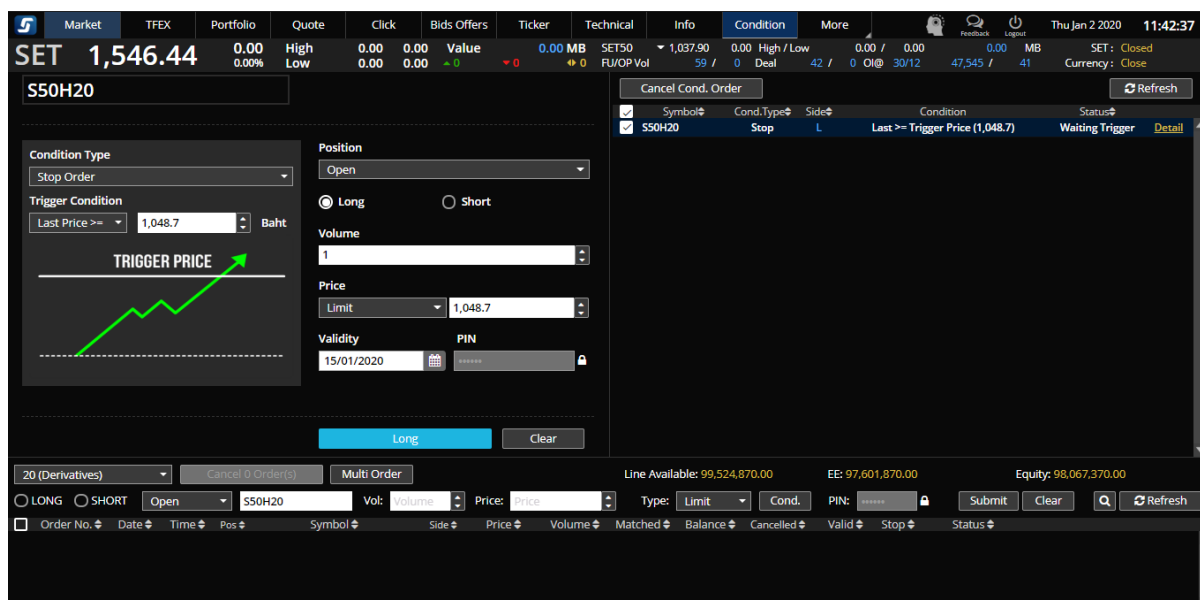 Market TFEX Portfolio Quote Click Bids Offers Ticker Technical Info Condition More Feedback Logout Thu Jan 2 2020 11:42:37
SET 1,546.44 0.00 High 0.00 0.00 Value 0.00 MB SET50 1,037.90 0.00 High / Low 0.00 / 0.00 0.00 MB SET : Closed
0.00% Low 0.00 0.00 0 0 0 FU/OP Vol 59 / 0 Deal 42 / 0 OI@ 30/12 47,545 / 41 Currency : Close
S50H20
Cancel Cond. Order Refresh
Symbol Cond.Type Side Condition Status
S50H20 Stop L Last >= Trigger Price (1,048.7) Waiting Trigger Detail
Condition Type
Stop Order
Trigger Condition
Last Price >= 1,048.7 Baht
TRIGGER PRICE
Position
Open
Long Short
Volume
1
Price
Limit 1,048.7
Validity PIN
15/01/2020
Long Clear
20 (Derivatives) Cancel 0 Order(s) Multi Order Line Available: 99,524,870.00 EE: 97,601,870.00 Equity: 98,067,370.00
LONG SHORT Open S50H20 Vol: Volume Price: Price Type: Limit Cond. PIN: Submit Clear Refresh
Order No. Date Time Pos Symbol Side Price Volume Matched Balance Cancelled Valid Stop Status